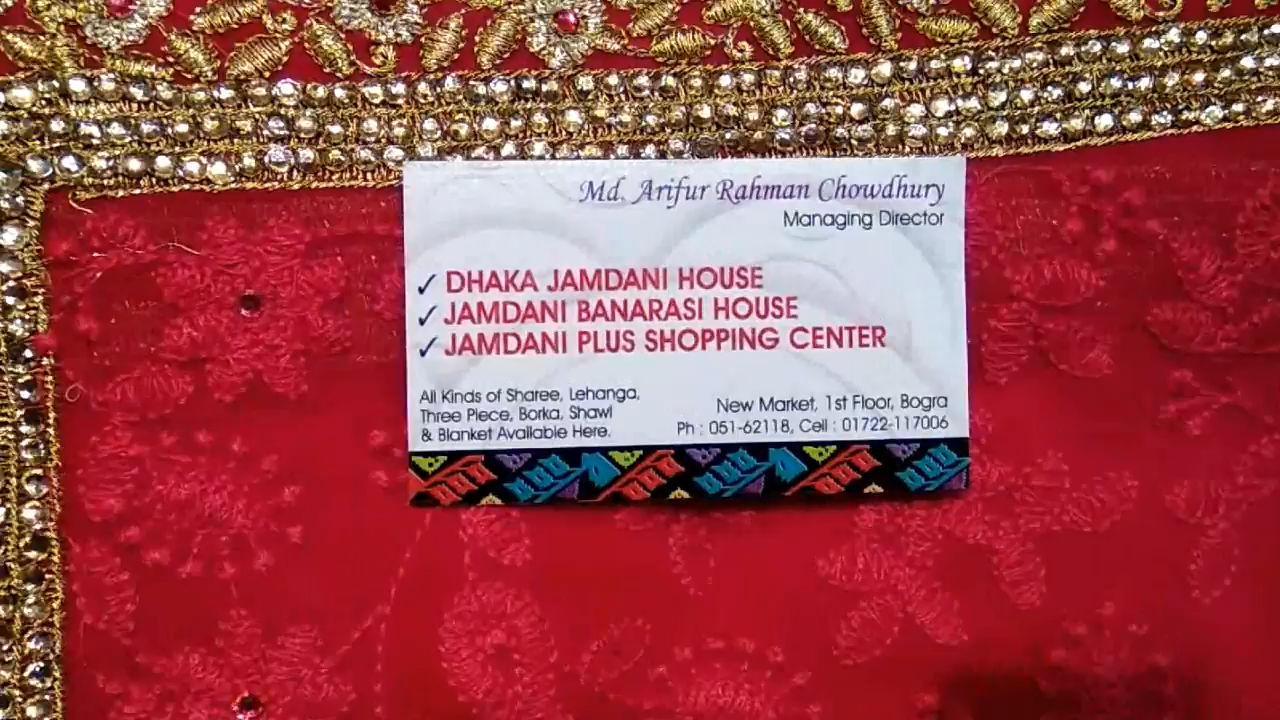 Md. Arifur Rahman Chowdhury
Managing Director
✓ DHAKA JAMDANI HOUSE
✓ JAMDANI BANARASI HOUSE
✓ JAMDANI PLUS SHOPPING CENTER
All Kinds of Sharee, Lehanga,
Three Piece, Borka, Shawl
& Blanket Available Here.
New Market, 1st Floor, Bogra
Ph : 051-62118, Cell : 01722-117006